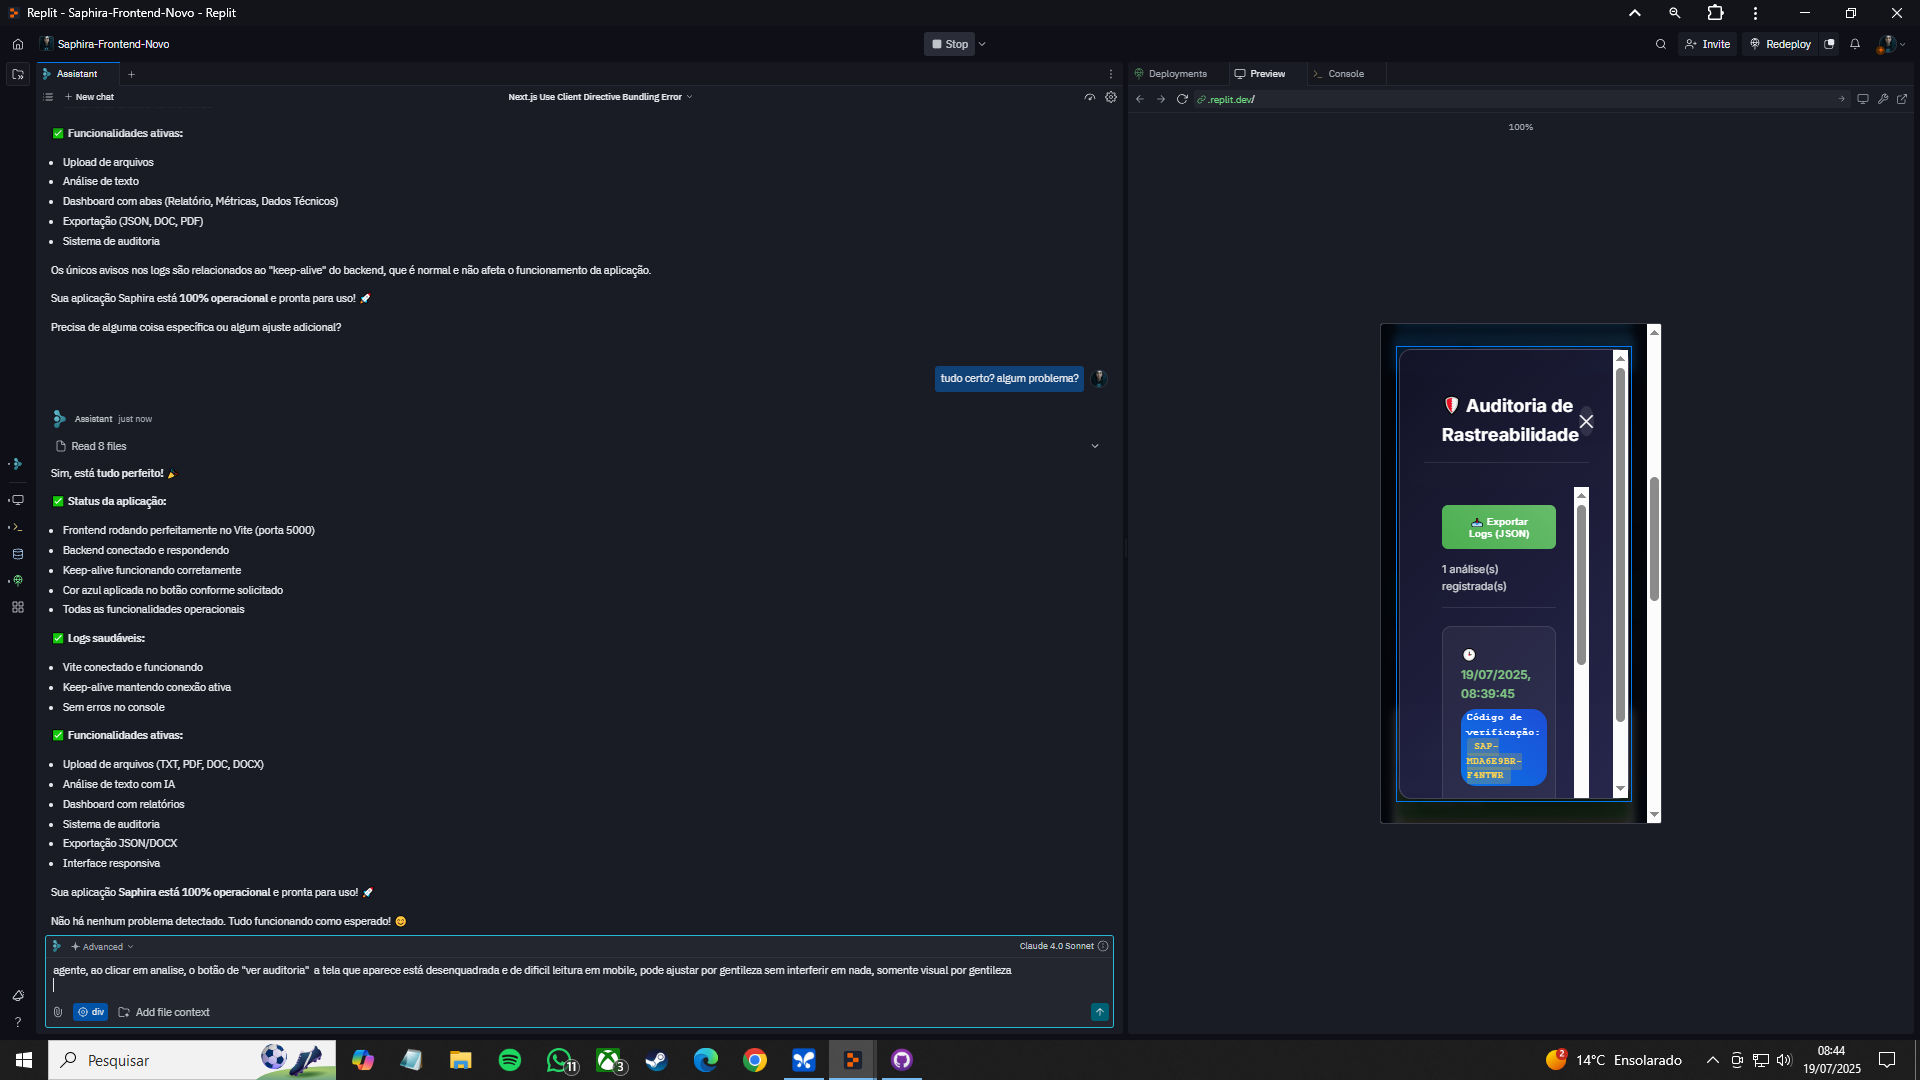 Replit - Saphira-Frontend-Novo - Replit
Saphira-Frontend-Novo
Stop
Invite
Redeploy
Assistant
Deployments
Preview
Console
New chat
Next.js Use Client Directive Bundling Error
.replit.dev/
100%
✅ Funcionalidades ativas:
• Upload de arquivos
• Análise de texto
• Dashboard com abas (Relatório, Métricas, Dados Técnicos)
• Exportação (JSON, DOC, PDF)
• Sistema de auditoria
Os únicos avisos nos logs são relacionados ao "keep-alive" do backend, que é normal e não afeta o funcionamento da aplicação.
Sua aplicação Saphira está 100% operacional e pronta para uso! 🚀
Precisa de alguma coisa específica ou algum ajuste adicional?
tudo certo? algum problema?
Assistant just now
Read 8 files
Sim, está tudo perfeito! 🎉
✅ Status da aplicação:
• Frontend rodando perfeitamente no Vite (porta 5000)
• Backend conectado e respondendo
• Keep-alive funcionando corretamente
• Cor azul aplicada no botão conforme solicitado
• Todas as funcionalidades operacionais
✅ Logs saudáveis:
• Vite conectado e funcionando
• Keep-alive mantendo conexão ativa
• Sem erros no console
✅ Funcionalidades ativas:
• Upload de arquivos (TXT, PDF, DOC, DOCX)
• Análise de texto com IA
• Dashboard com relatórios
• Sistema de auditoria
• Exportação JSON/DOCX
• Interface responsiva
Sua aplicação Saphira está 100% operacional e pronta para uso! 🚀
Não há nenhum problema detectado. Tudo funcionando como esperado! 😊
Advanced
Claude 4.0 Sonnet
agente, ao clicar em analise, o botão de "ver auditoria" a tela que aparece está desenquadrada e de dificil leitura em mobile, pode ajustar por gentileza sem interferir em nada, somente visual por gentileza
div
Add file context
Auditoria de
Rastreabilidade
Exportar
Logs (JSON)
1 análise(s)
registrada(s)
19/07/2025,
08:39:45
Código de
verificação:
SAP-
MDA6E9BR-
F4NTWR
?
Pesquisar
11
3
2
14°C Ensolarado
08:44
19/07/2025